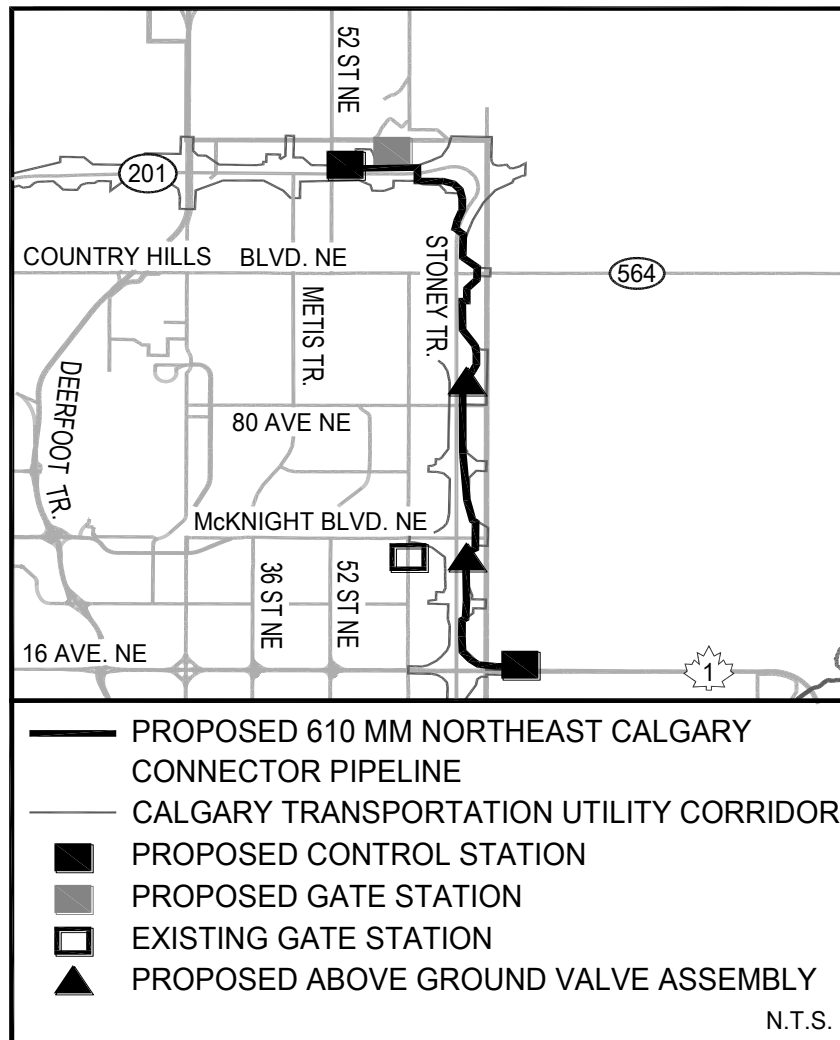 52 ST NE
201
COUNTRY HILLS BLVD. NE
564
STONEY TR.
METIS TR.
DEERFOOT TR.
80 AVE NE
McKNIGHT BLVD. NE
36 ST NE
52 ST NE
16 AVE. NE
1
PROPOSED 610 MM NORTHEAST CALGARY
CONNECTOR PIPELINE
CALGARY TRANSPORTATION UTILITY CORRIDOR
PROPOSED CONTROL STATION
PROPOSED GATE STATION
EXISTING GATE STATION
PROPOSED ABOVE GROUND VALVE ASSEMBLY
N.T.S.